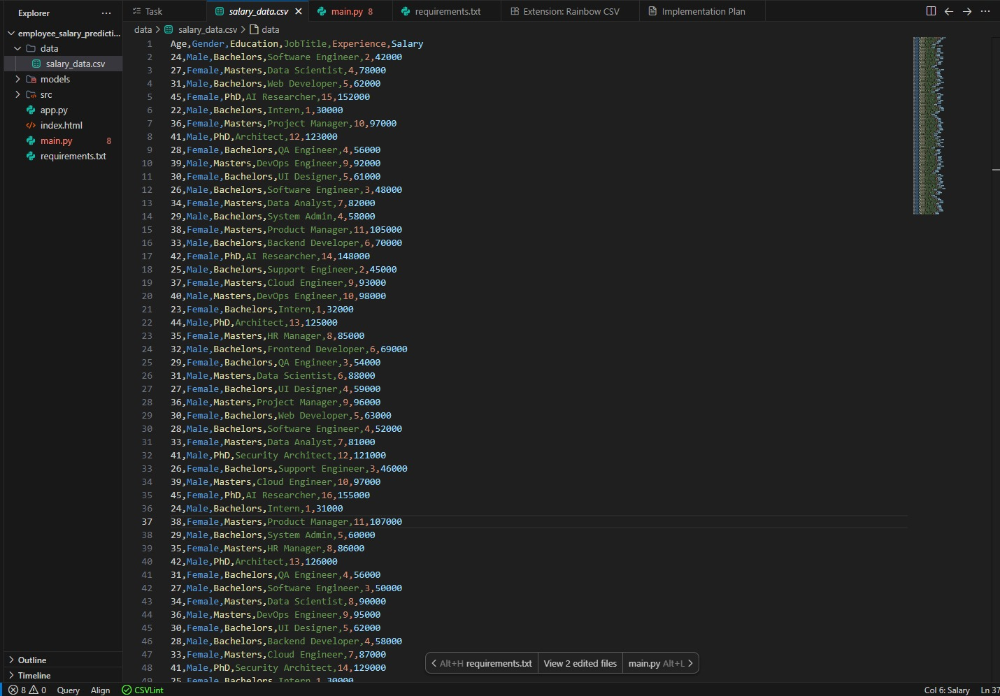 Explorer
employee_salary_predicti...
data
salary_data.csv
models
src
app.py
index.html
main.py 8
requirements.txt
Outline
Timeline
Task
salary_data.csv
main.py 8
requirements.txt
Extension: Rainbow CSV
Implementation Plan
data > salary_data.csv > data
1 Age,Gender,Education,JobTitle,Experience,Salary
2 24,Male,Bachelors,Software Engineer,2,42000
3 27,Female,Masters,Data Scientist,4,78000
4 31,Male,Bachelors,Web Developer,5,62000
5 45,Female,PhD,AI Researcher,15,152000
6 22,Male,Bachelors,Intern,1,30000
7 36,Female,Masters,Project Manager,10,97000
8 41,Male,PhD,Architect,12,123000
9 28,Female,Bachelors,QA Engineer,4,56000
10 39,Male,Masters,DevOps Engineer,9,92000
11 30,Female,Bachelors,UI Designer,5,61000
12 26,Male,Bachelors,Software Engineer,3,48000
13 34,Female,Masters,Data Analyst,7,82000
14 29,Male,Bachelors,System Admin,4,58000
15 38,Female,Masters,Product Manager,11,105000
16 33,Male,Bachelors,Backend Developer,6,70000
17 42,Female,PhD,AI Researcher,14,148000
18 25,Male,Bachelors,Support Engineer,2,45000
19 37,Female,Masters,Cloud Engineer,9,93000
20 40,Male,Masters,DevOps Engineer,10,98000
21 23,Female,Bachelors,Intern,1,32000
22 44,Male,PhD,Architect,13,125000
23 35,Female,Masters,HR Manager,8,85000
24 32,Male,Bachelors,Frontend Developer,6,69000
25 29,Female,Bachelors,QA Engineer,3,54000
26 31,Male,Masters,Data Scientist,6,88000
27 27,Female,Bachelors,UI Designer,4,59000
28 36,Male,Masters,Project Manager,9,96000
29 30,Female,Bachelors,Web Developer,5,63000
30 28,Male,Bachelors,Software Engineer,4,52000
31 33,Female,Masters,Data Analyst,7,81000
32 41,Male,PhD,Security Architect,12,121000
33 26,Female,Bachelors,Support Engineer,3,46000
34 39,Male,Masters,Cloud Engineer,10,97000
35 45,Female,PhD,AI Researcher,16,155000
36 24,Male,Bachelors,Intern,1,31000
37 38,Female,Masters,Product Manager,11,107000
38 29,Male,Bachelors,System Admin,5,60000
39 35,Female,Masters,HR Manager,8,86000
40 42,Male,PhD,Architect,13,126000
41 31,Female,Bachelors,QA Engineer,4,56000
42 27,Male,Bachelors,Software Engineer,3,50000
43 34,Female,Masters,Data Scientist,8,90000
44 36,Male,Masters,DevOps Engineer,9,95000
45 30,Female,Bachelors,UI Designer,5,62000
46 28,Male,Bachelors,Backend Developer,4,58000
47 33,Female,Masters,Cloud Engineer,7,87000
48 41,Male,PhD,Security Architect,14,129000
49 25,Female,Bachelors,Intern,1,30000
Alt+H requirements.txt View 2 edited files main.py Alt+L
8 0 Query Align CSVLint Col 6: Salary Ln 37